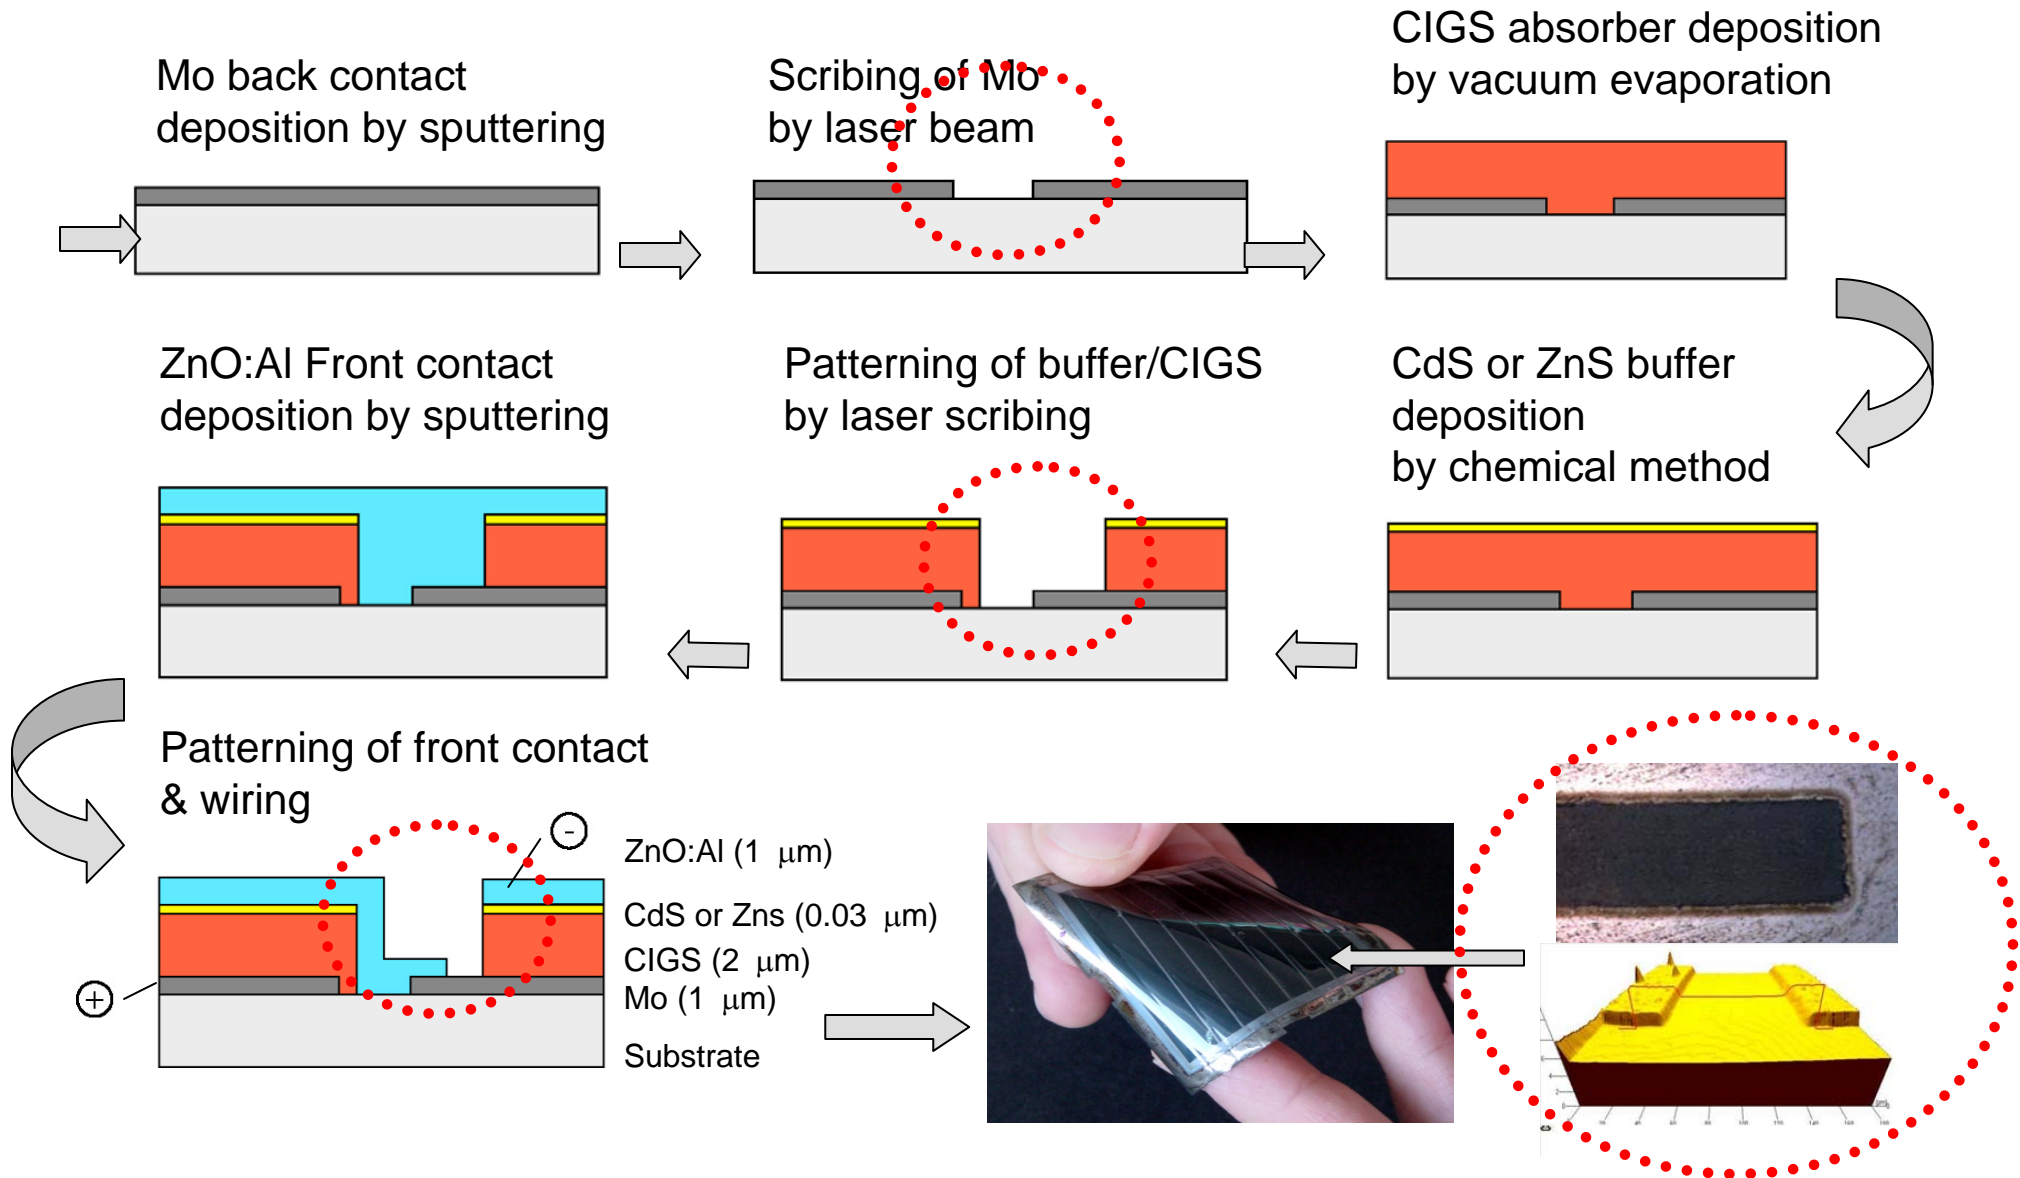 Mo back contact
deposition by sputtering
Scribing of Mo
by laser beam
CIGS absorber deposition
by vacuum evaporation
ZnO:Al Front contact
deposition by sputtering
Patterning of buffer/CIGS
by laser scribing
CdS or ZnS buffer
deposition
by chemical method
Patterning of front contact
& wiring
-
+
ZnO:Al (1 μm)
CdS or Zns (0.03 μm)
CIGS (2 μm)
Mo (1 μm)
Substrate